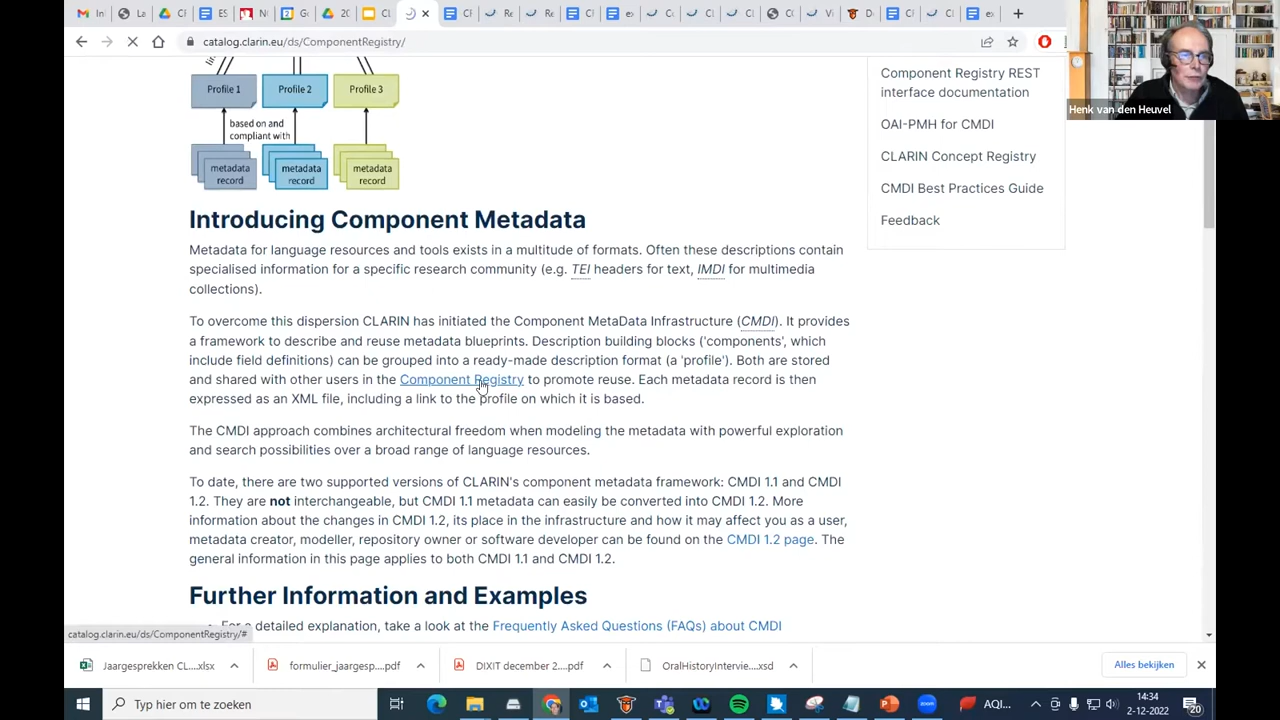 catalog.clarin.eu/ds/ComponentRegistry/
Henk van den Heuvel
Profile 1
Profile 2
Profile 3
based on and
compliant with
metadata
record
metadata
record
metadata
record
Component Registry REST
interface documentation
OAI-PMH for CMDI
CLARIN Concept Registry
CMDI Best Practices Guide
Feedback
Introducing Component Metadata
Metadata for language resources and tools exists in a multitude of formats. Often these descriptions contain
specialised information for a specific research community (e.g. TEI headers for text, IMDI for multimedia
collections).
To overcome this dispersion CLARIN has initiated the Component MetaData Infrastructure (CMDI). It provides
a framework to describe and reuse metadata blueprints. Description building blocks ('components', which
include field definitions) can be grouped into a ready-made description format (a 'profile'). Both are stored
and shared with other users in the Component Registry to promote reuse. Each metadata record is then
expressed as an XML file, including a link to the profile on which it is based.
The CMDI approach combines architectural freedom when modeling the metadata with powerful exploration
and search possibilities over a broad range of language resources.
To date, there are two supported versions of CLARIN's component metadata framework: CMDI 1.1 and CMDI
1.2. They are not interchangeable, but CMDI 1.1 metadata can easily be converted into CMDI 1.2. More
information about the changes in CMDI 1.2, its place in the infrastructure and how it may affect you as a user,
metadata creator, modeller, repository owner or software developer can be found on the CMDI 1.2 page. The
general information in this page applies to both CMDI 1.1 and CMDI 1.2.
Further Information and Examples
For a detailed explanation, take a look at the Frequently Asked Questions (FAQs) about CMDI
catalog.clarin.eu/ds/ComponentRegistry/#
Jaargesprekken CL....xlsx
formulier_jaargesp....pdf
DIXIT december 2....pdf
OralHistoryIntervie....xsd
Alles bekijken
Typ hier om te zoeken
AQI...
14:34
2-12-2022
20